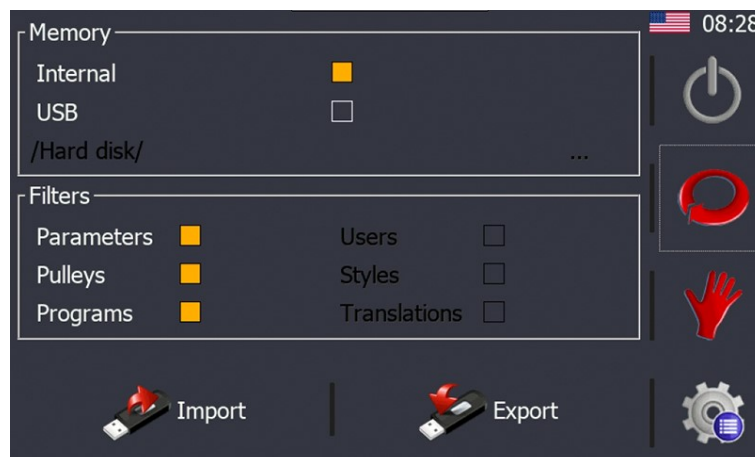 Memory
08:28
Internal
USB
/Hard disk/ ...
Filters
Parameters Users
Pulleys Styles
Programs Translations
Import Export